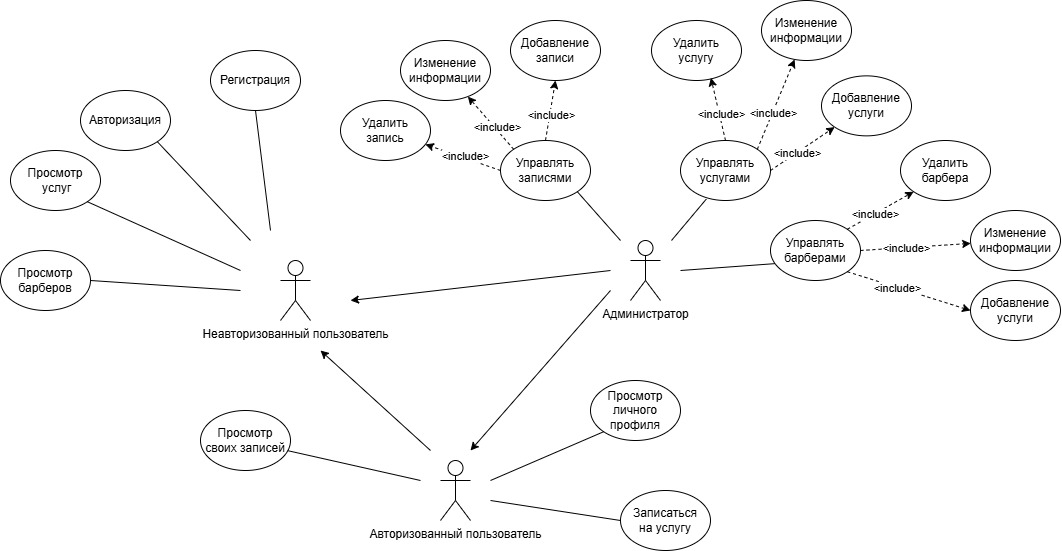 Изменение
информации
Добавление
записи
Удалить
услугу
Изменение
информации
Регистрация
Авторизация
Просмотр
услуг
Просмотр
барберов
Удалить
запись
<include>
<include>
<include>
Управлять
записями
<include>
<include>
<include>
Добавление
услуги
Управлять
услугами
Удалить
барбера
<include>
Управлять
барберами
<include>
Изменение
информации
<include>
Добавление
услуги
Неавторизованный пользователь
Администратор
Просмотр
личного
профиля
Просмотр
своих записей
Авторизованный пользователь
Записаться
на услугу